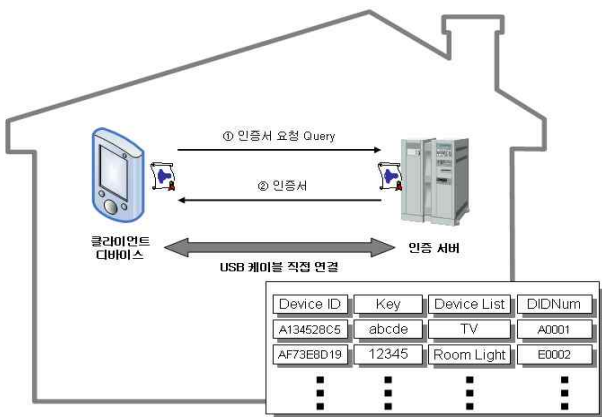 ① 인증서 요청 Query
② 인증서
클라이언트
디바이스
인증 서버
USB 케이블 직접 연결
Device ID Key Device List DIDNum
A134528C5 abcde TV A0001
AF73E8D19 12345 Room Light E0002